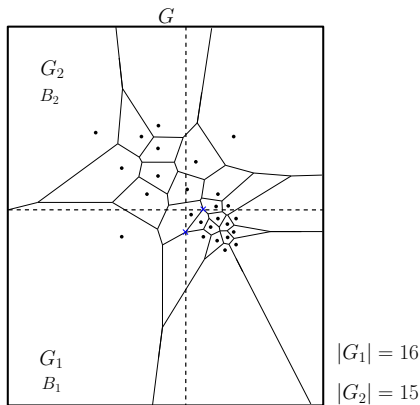 G
G₂
B₂
G₁
B₁
|G₁| = 16
|G₂| = 15